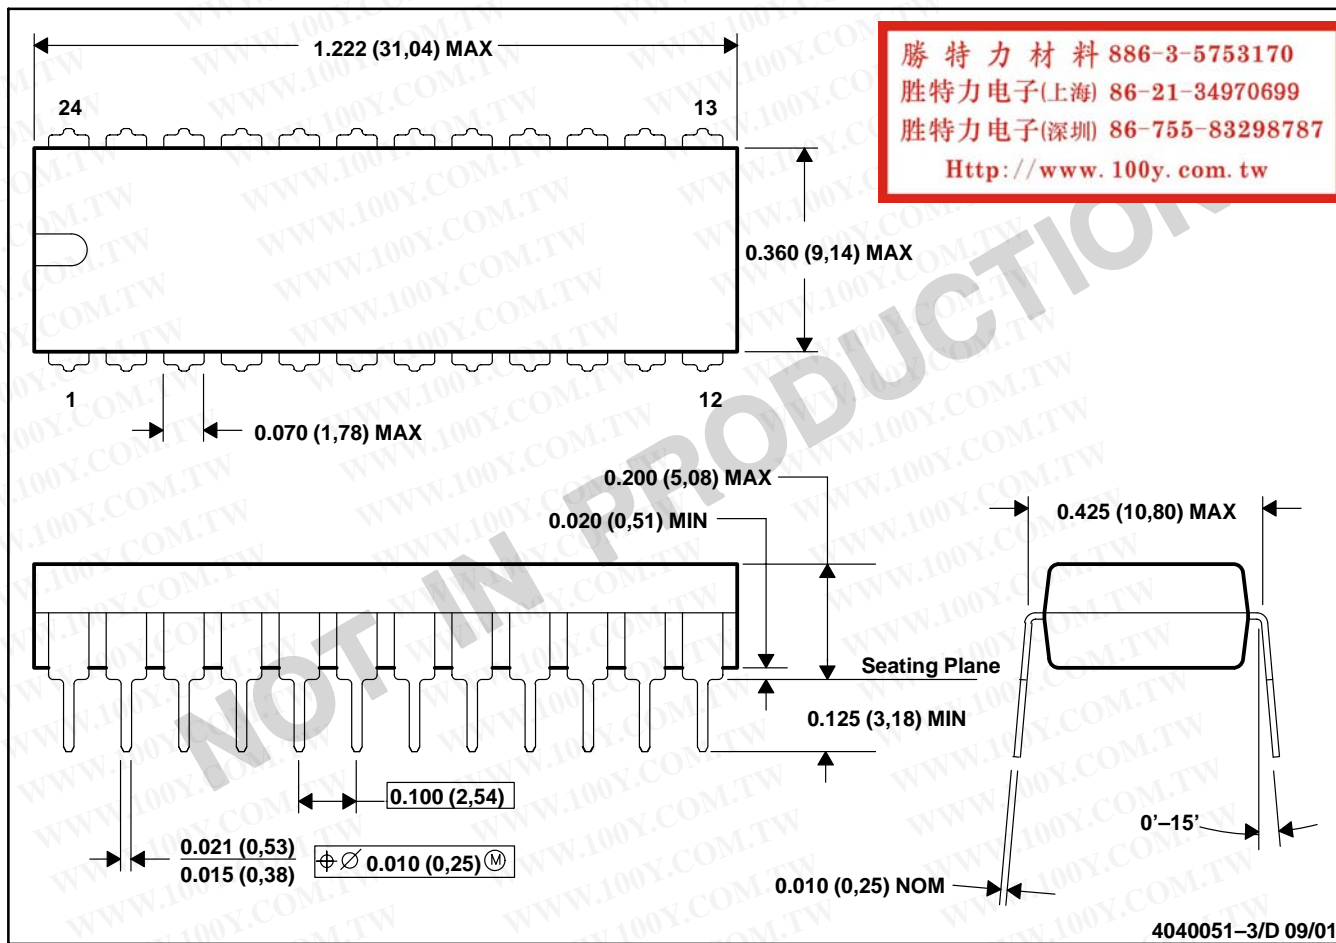 1.222 (31,04) MAX
勝特力材料 886-3-5753170
胜特力电子(上海) 86-21-34970699
胜特力电子(深圳) 86-755-83298787
Http://www.100y.com.tw
24
13
0.360 (9,14) MAX
1
12
0.070 (1,78) MAX
0.200 (5,08) MAX
0.020 (0,51) MIN
0.425 (10,80) MAX
Seating Plane
0.125 (3,18) MIN
0.100 (2,54)
0.021 (0,53)
0.015 (0,38)
⌖ ∅ 0.010 (0,25) Ⓜ
0'–15'
0.010 (0,25) NOM
4040051–3/D 09/01
NOT IN PRODUCTION
WWW.100Y.COM.TW